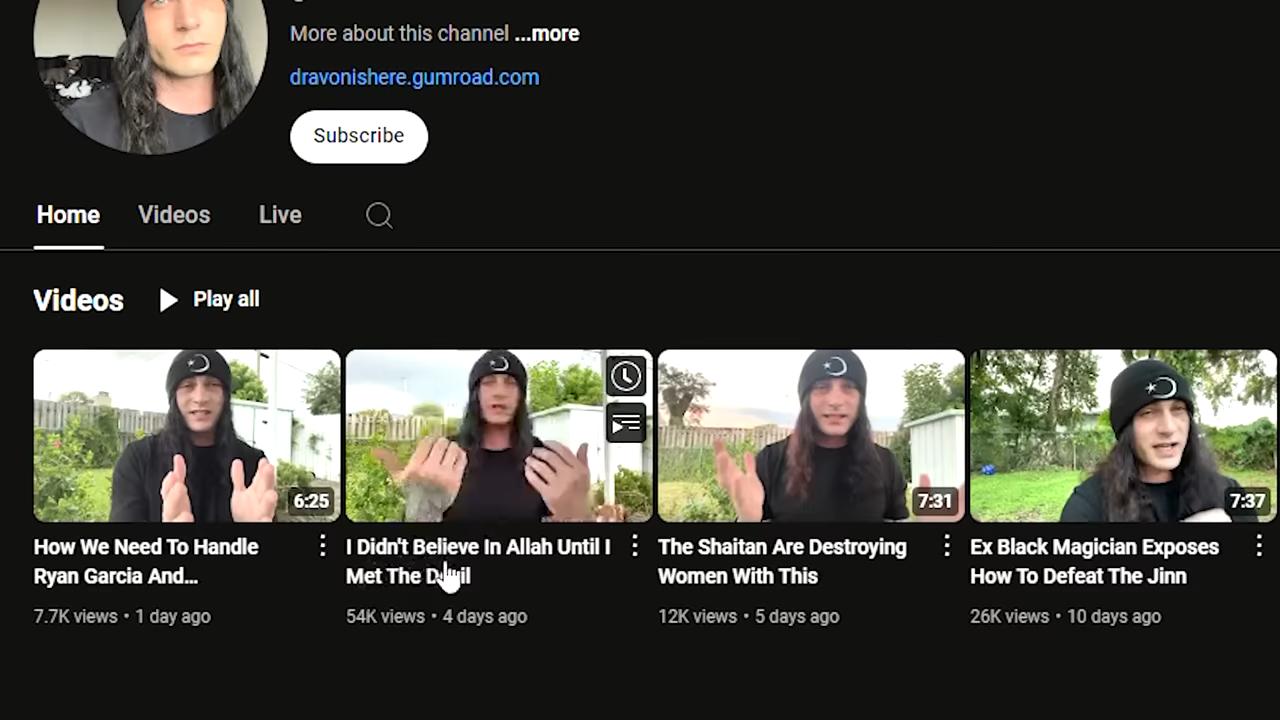 More about this channel ...more
dravonishere.gumroad.com
Subscribe
Home Videos Live
Videos Play all
6:25
7:31
7:37
How We Need To Handle
Ryan Garcia And...
7.7K views • 1 day ago
I Didn't Believe In Allah Until I
Met The Devil
54K views • 4 days ago
The Shaitan Are Destroying
Women With This
12K views • 5 days ago
Ex Black Magician Exposes
How To Defeat The Jinn
26K views • 10 days ago